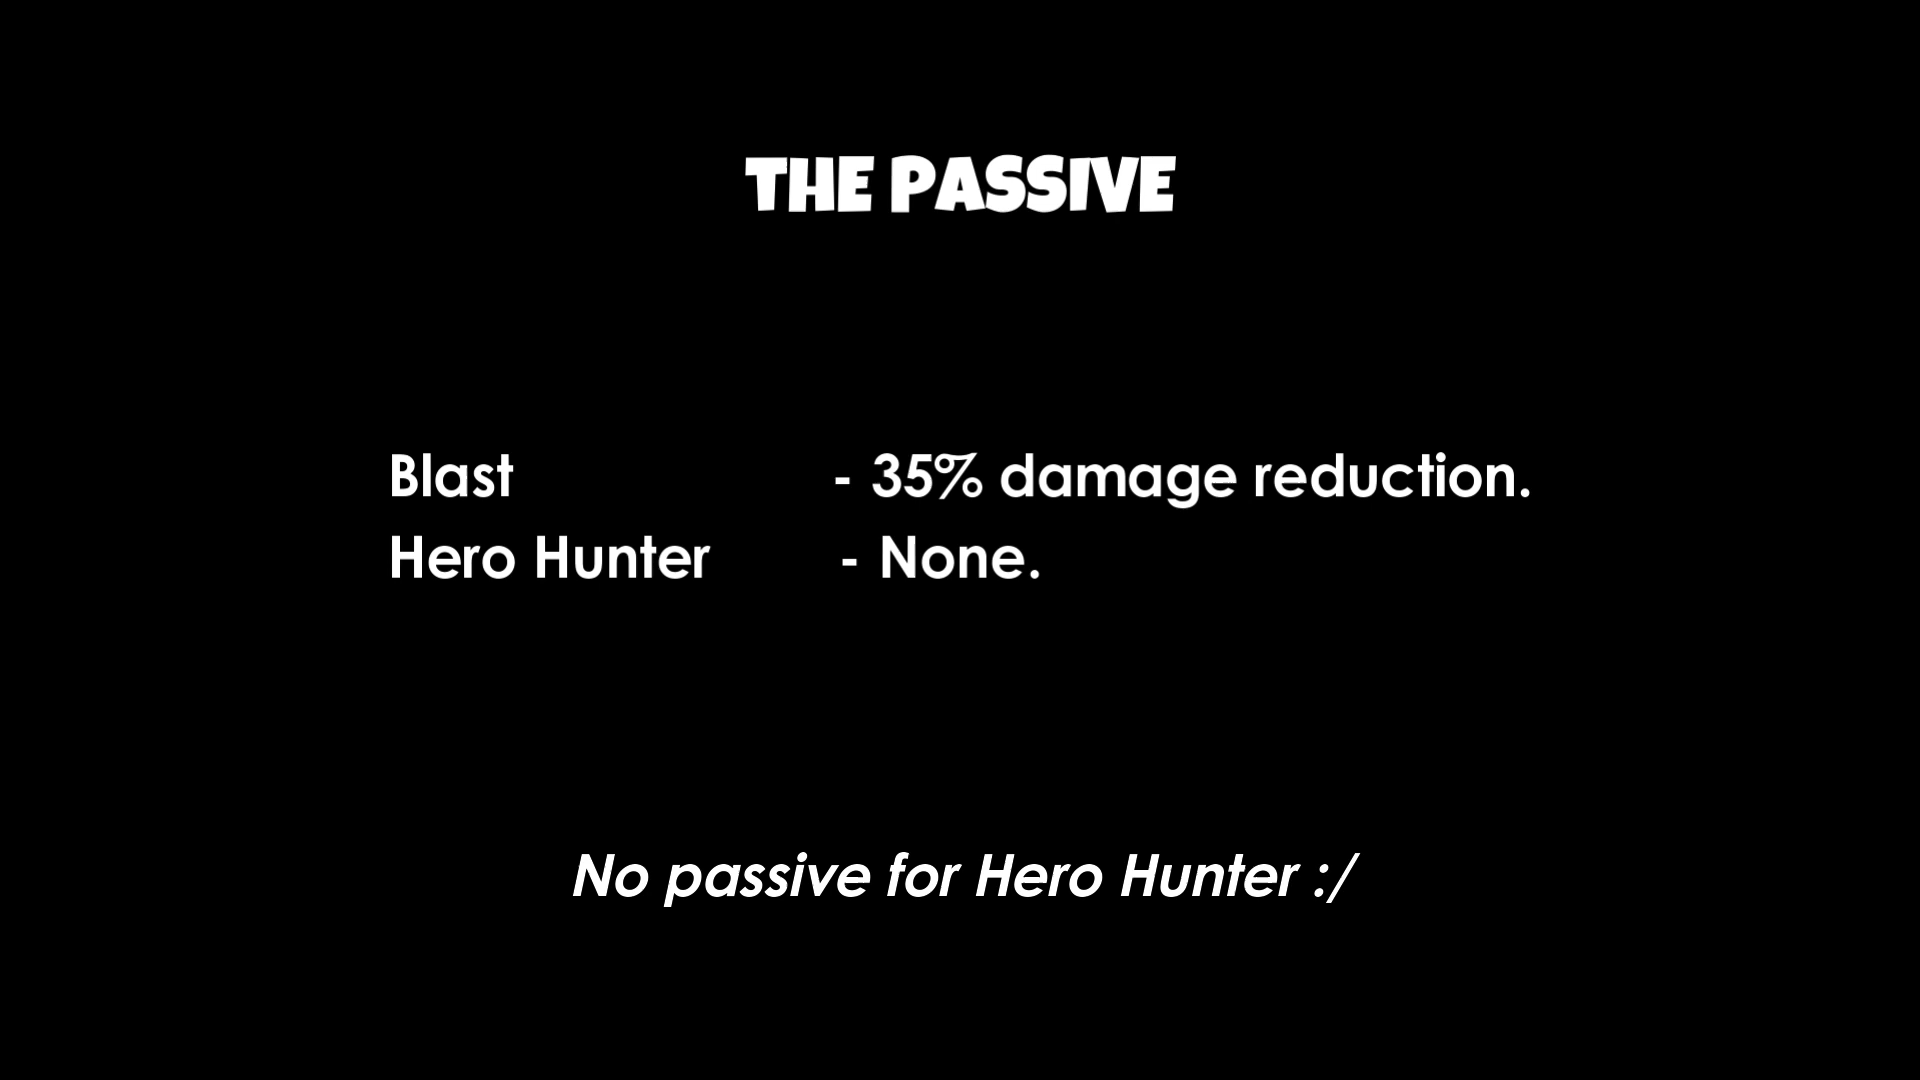 THE PASSIVE
Blast - 35% damage reduction.
Hero Hunter - None.
No passive for Hero Hunter :/